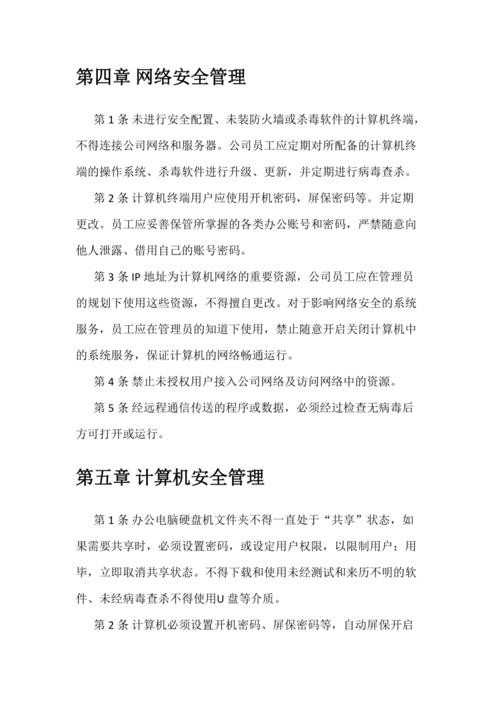 第四章 网络安全管理
第 1 条 未进行安全配置、未装防火墙或杀毒软件的计算机终端，
不得连接公司网络和服务器。公司员工应定期对所配备的计算机终
端的操作系统、杀毒软件进行升级、更新，并定期进行病毒查杀。
第 2 条 计算机终端用户应使用开机密码，屏保密码等。并定期
更改。员工应妥善保管所掌握的各类办公账号和密码，严禁随意向
他人泄露、借用自己的账号密码。
第 3 条 IP 地址为计算机网络的重要资源，公司员工应在管理员
的规划下使用这些资源，不得擅自更改。对于影响网络安全的系统
服务，员工应在管理员的知道下使用，禁止随意开启关闭计算机中
的系统服务，保证计算机的网络畅通运行。
第 4 条 禁止未授权用户接入公司网络及访问网络中的资源。
第 5 条 经远程通信传送的程序或数据，必须经过检查无病毒后
方可打开或运行。
第五章 计算机安全管理
第 1 条 办公电脑硬盘机文件夹不得一直处于“共享”状态，如
果需要共享时，必须设置密码，或设定用户权限，以限制用户；用
毕，立即取消共享状态。不得下载和使用未经测试和来历不明的软
件、未经病毒查杀不得使用U 盘等介质。
第 2 条 计算机必须设置开机密码、屏保密码等，自动屏保开启